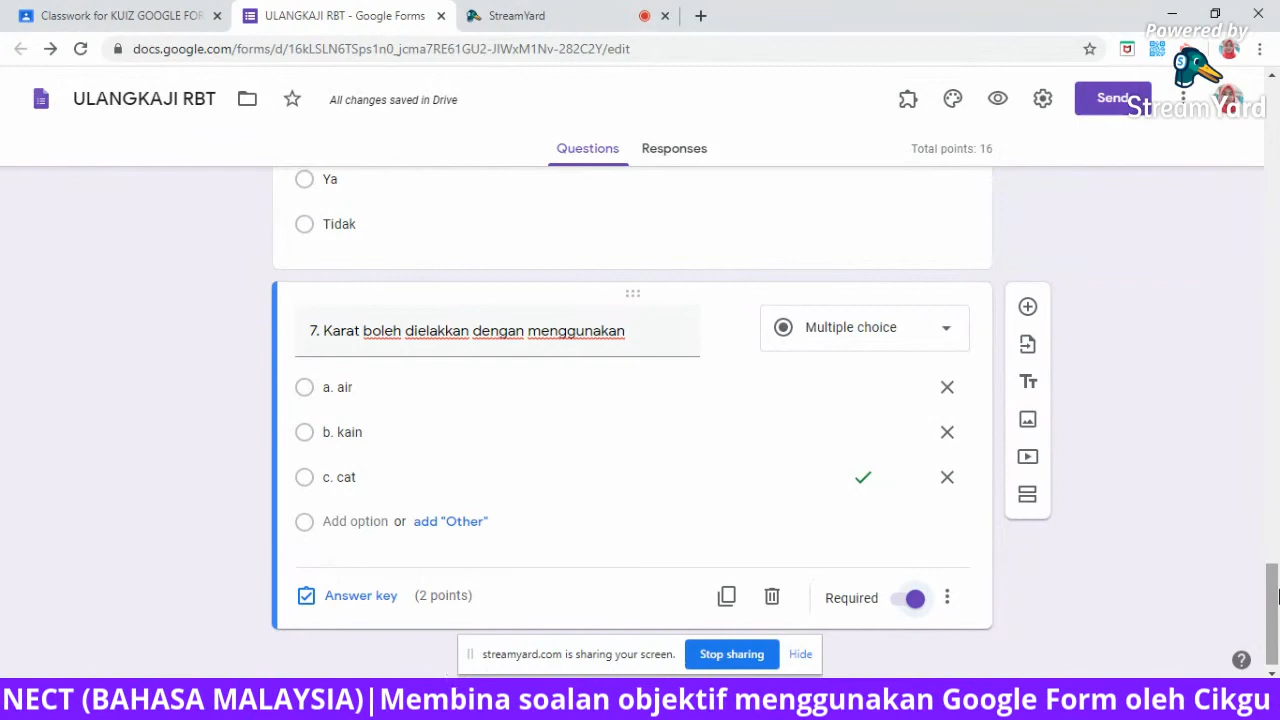 Classwork for KUIZ GOOGLE FOR
ULANGKAJI RBT - Google Forms
StreamYard
docs.google.com/forms/d/16kLSLN6TSps1n0_jcma7RE61GU2-JIWxM1Nv-282C2Y/edit
Powered by
StreamYard
ULANGKAJI RBT
All changes saved in Drive
Send
Questions
Responses
Total points: 16
Ya
Tidak
7. Karat boleh dielakkan dengan menggunakan
Multiple choice
a. air
b. kain
c. cat
Add option or add "Other"
Answer key (2 points)
Required
streamyard.com is sharing your screen.
Stop sharing
Hide
NECT (BAHASA MALAYSIA)|Membina soalan objektif menggunakan Google Form oleh Cikgu